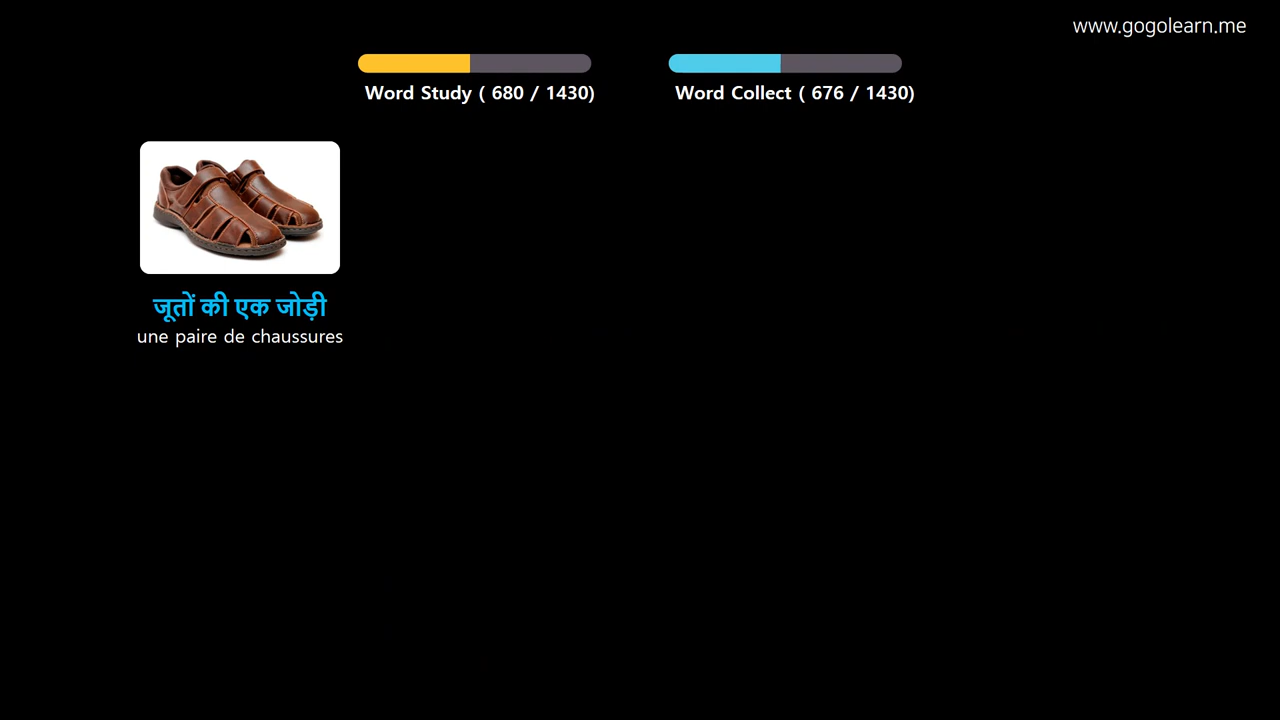 www.gogolearn.me
Word Study ( 680 / 1430)
Word Collect ( 676 / 1430)
जूतों की एक जोड़ी
une paire de chaussures